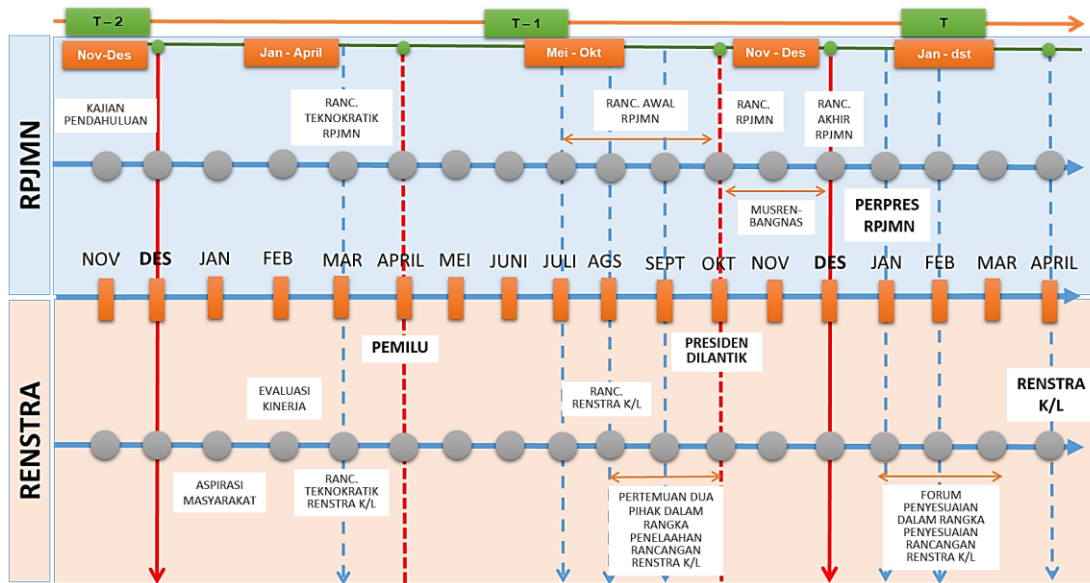 T – 2
T – 1
T
Nov-Des
Jan - April
Mei - Okt
Nov - Des
Jan - dst
RPJMN
KAJIAN
PENDAHULUAN
RANC.
TEKNOKRATIK
RPJMN
RANC. AWAL
RPJMN
RANC.
RPJMN
RANC.
AKHIR
RPJMN
MUSREN-
BANGNAS
PERPRES
RPJMN
NOV
DES
JAN
FEB
MAR
APRIL
MEI
JUNI
JULI
AGS
SEPT
OKT
NOV
DES
JAN
FEB
MAR
APRIL
RENSTRA
PEMILU
PRESIDEN
DILANTIK
EVALUASI
KINERJA
RANC.
RENSTRA K/L
RENSTRA
K/L
ASPIRASI
MASYARAKAT
RANC.
TEKNOKRATIK
RENSTRA K/L
PERTEMUAN DUA
PIHAK DALAM
RANGKA
PENELAAHAN
RANCANGAN
RENSTRA K/L
FORUM
PENYESUAIAN
DALAM RANGKA
PENYESUAIAN
RANCANGAN
RENSTRA K/L